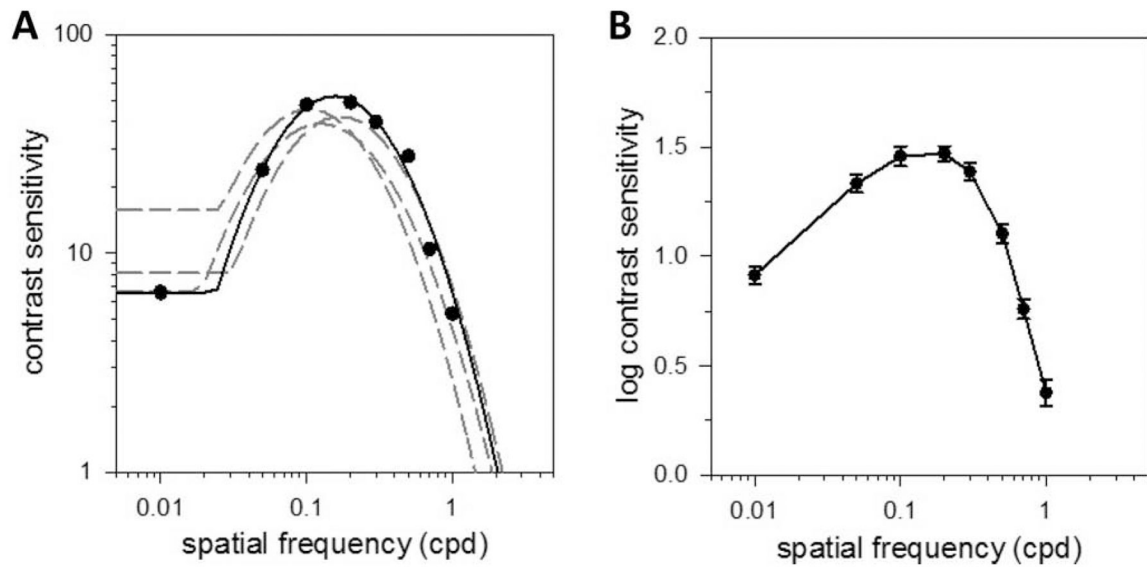 A
100
10
1
contrast sensitivity
0.01 0.1 1
spatial frequency (cpd)
B
2.0
1.5
1.0
0.5
0.0
log contrast sensitivity
0.01 0.1 1
spatial frequency (cpd)